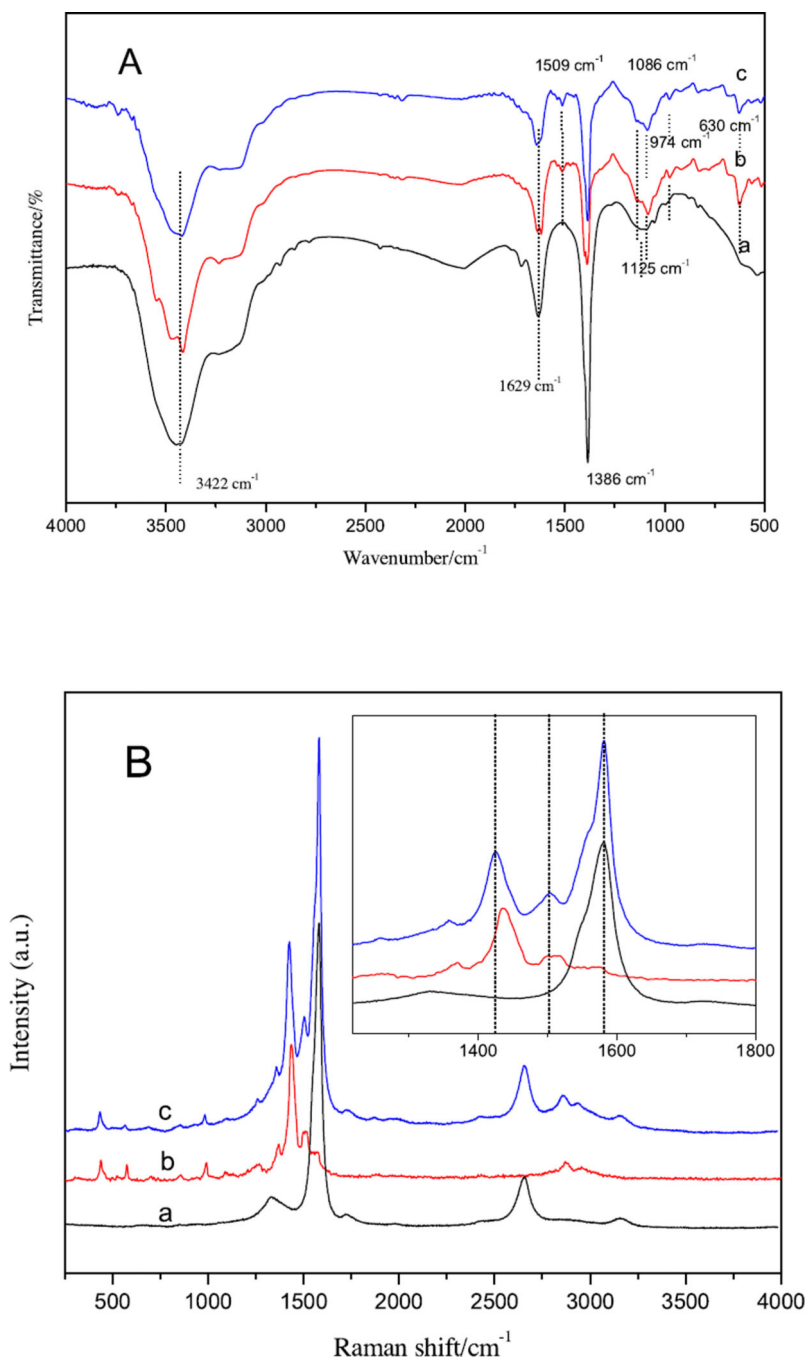 A
1509 cm⁻¹
1086 cm⁻¹
c
974 cm⁻¹
630 cm⁻¹
b
a
1125 cm⁻¹
1629 cm⁻¹
3422 cm⁻¹
1386 cm⁻¹
Transmittance/%
4000 3500 3000 2500 2000 1500 1000 500
Wavenumber/cm⁻¹
B
1400 1600 1800
c
b
a
Intensity (a.u.)
500 1000 1500 2000 2500 3000 3500 4000
Raman shift/cm⁻¹